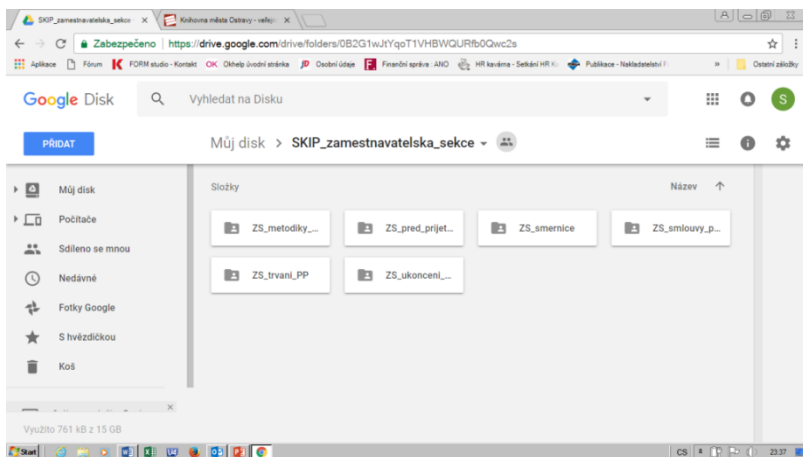 SKIP_zamestnavatelska_sekce - X
Knihovna města Ostravy - veřej X
Zabezpečeno | https://drive.google.com/drive/folders/0B2G1wJtYqoT1VHBWQURfb0Qwc2s
Aplikace Fórum FORM studio - Kontakt OK Okhelp úvodní stránka Osobní údaje Finanční správa : ANO HR kavárna - Setkání HR Publikace - Nakladatelství » Ostatní záložky
Google Disk Vyhledat na Disku S
PŘIDAT Můj disk > SKIP_zamestnavatelska_sekce
Můj disk
Počítače
Sdíleno se mnou
Nedávné
Fotky Google
S hvězdičkou
Koš
Využito 761 kB z 15 GB
Složky Název
ZS_metodiky_... ZS_pred_prijet... ZS_smernice ZS_smlouvy_p...
ZS_trvani_PP ZS_ukonceni_...
Start CS 23:37